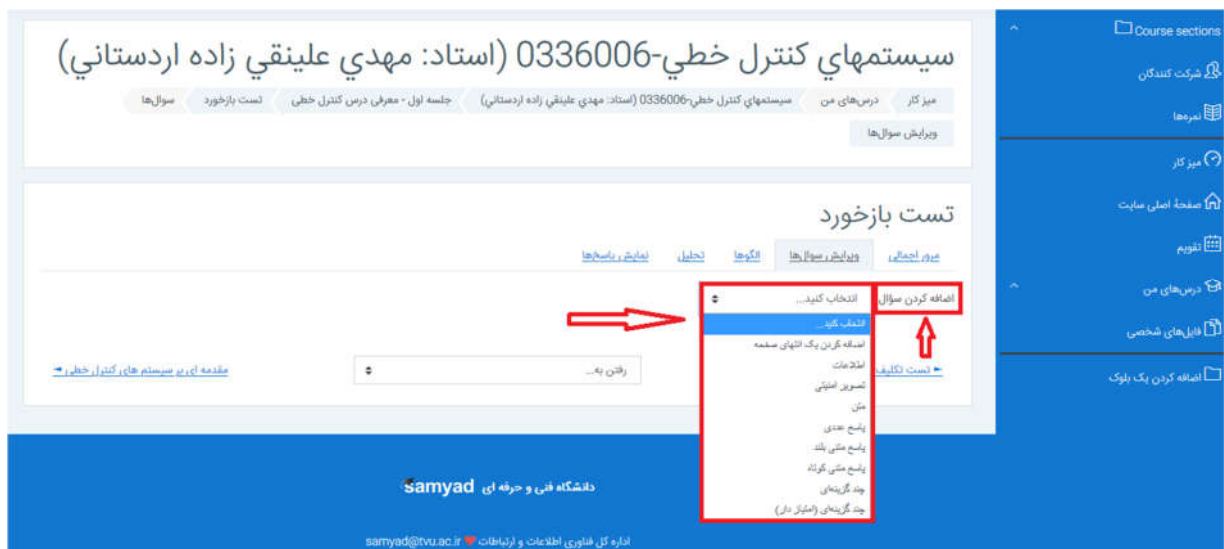 سيستمهاي كنترل خطي-0336006 (استاد: مهدي علينقي زاده اردستاني)
میز کار
درس‌های من
سيستمهاي كنترل خطي-0336006 (استاد: مهدي علينقي زاده اردستاني)
جلسه اول - معرفی درس کنترل خطی
تست بازخورد
سوال‌ها
ویرایش سوال‌ها
Course sections
شرکت کنندگان
نمره‌ها
میز کار
صفحهٔ اصلی سایت
تقویم
درس‌های من
فایل‌های شخصی
اضافه کردن یک بلوک
تست بازخورد
مرور اجمالی
ویرایش سوال‌ها
الگوها
تحلیل
نمایش پاسخ‌ها
اضافه کردن سؤال
انتخاب کنید...
انتخاب کنید...
اضافه کردن یک انتهای صفحه
اطلاعات
تصویر امنیتی
متن
پاسخ عددی
پاسخ متنی بلند
پاسخ متنی کوتاه
چند گزینه‌ای
چند گزینه‌ای (امتیاز دار)
◄ تست تکلیف
رفتن به...
مقدمه ای بر سیستم های کنترل خطی ►
دانشگاه فنی و حرفه ای samyad
اداره کل فناوری اطلاعات و ارتباطات ❤ samyad@tvu.ac.ir